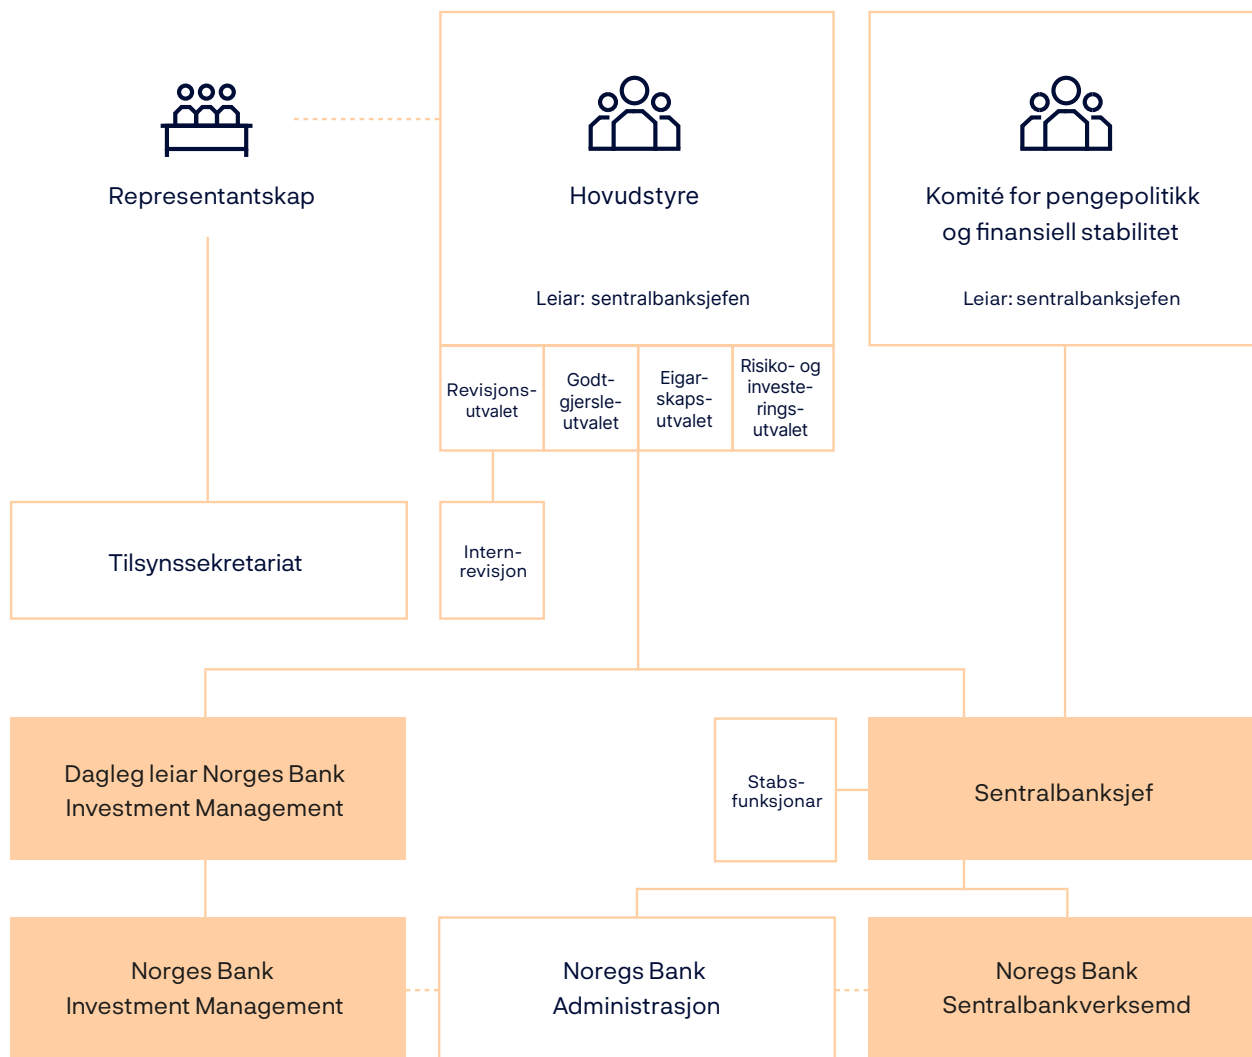 Representantskap
Hovudstyre
Leiar: sentralbanksjefen
Komité for pengepolitikk
og finansiell stabilitet
Leiar: sentralbanksjefen
Revisjons-
utvalet
Godt-
gjersle-
utvalet
Eigar-
skaps-
utvalet
Risiko- og
investe-
rings-
utvalet
Tilsynssekretariat
Intern-
revisjon
Dagleg leiar Norges Bank
Investment Management
Stabs-
funksjonar
Sentralbanksjef
Norges Bank
Investment Management
Noregs Bank
Administrasjon
Noregs Bank
Sentralbankverksemd